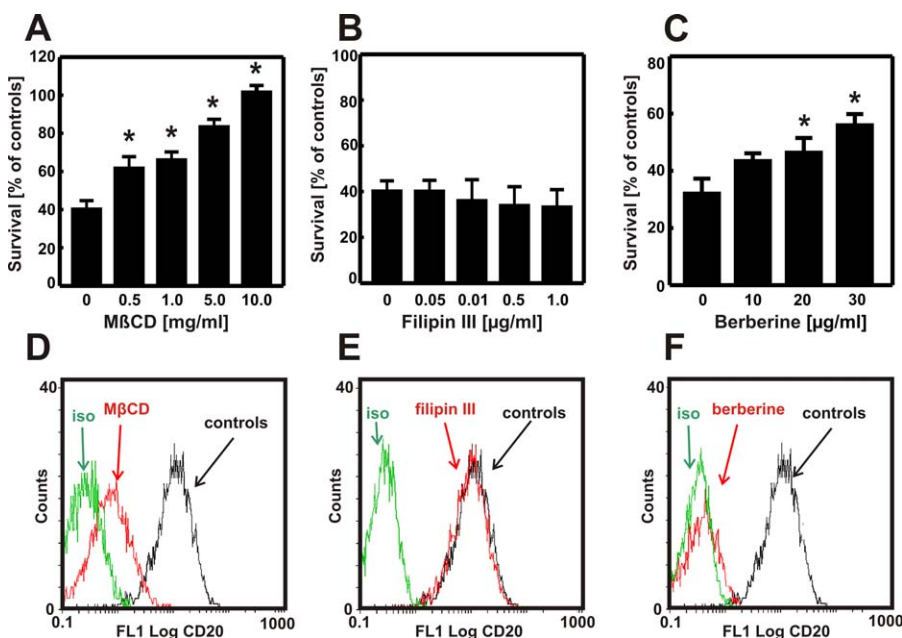 A
Survival [% of controls]
120
100
80
60
40
20
0
*
*
*
*
0 0.5 1.0 5.0 10.0
MßCD [mg/ml]
B
Survival [% of controls]
100
80
60
40
20
0
0 0.05 0.01 0.5 1.0
Filipin III [µg/ml]
C
Survival [% of controls]
80
60
40
20
0
*
*
0 10 20 30
Berberine [µg/ml]
D
Counts
40
0
iso
MβCD
controls
0.1 1000
FL1 Log CD20
E
Counts
40
0
iso
filipin III
controls
0.1 1000
FL1 Log CD20
F
Counts
40
0
iso
berberine
controls
0.1 1000
FL1 Log CD20